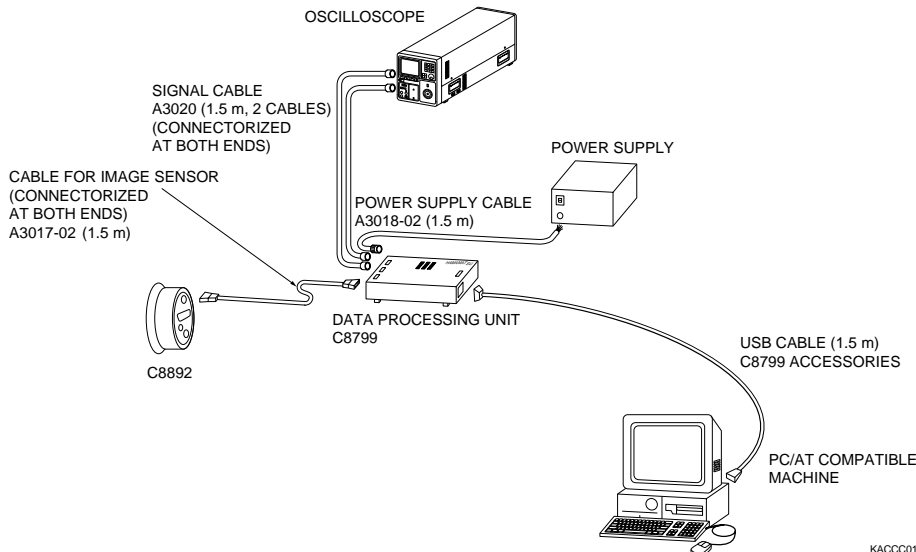 OSCILLOSCOPE
SIGNAL CABLE
A3020 (1.5 m, 2 CABLES)
(CONNECTORIZED
AT BOTH ENDS)
POWER SUPPLY
CABLE FOR IMAGE SENSOR
(CONNECTORIZED
AT BOTH ENDS)
A3017-02 (1.5 m)
POWER SUPPLY CABLE
A3018-02 (1.5 m)
DATA PROCESSING UNIT
C8799
C8892
USB CABLE (1.5 m)
C8799 ACCESSORIES
PC/AT COMPATIBLE
MACHINE